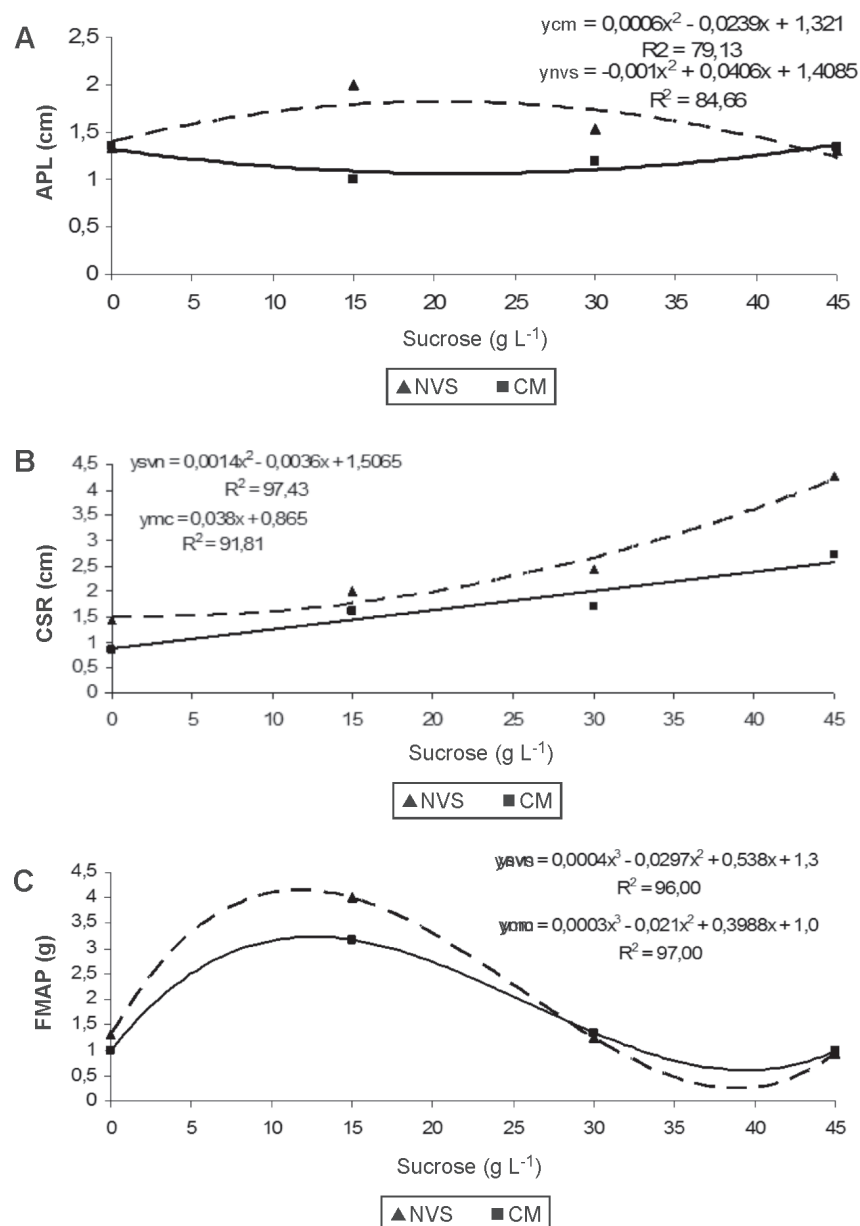 A
ycm = 0,0006x² - 0,0239x + 1,321
R2 = 79,13
ynvs = -0,001x² + 0,0406x + 1,4085
R² = 84,66
APL (cm)
2,5
2
1,5
1
0,5
0
0 5 10 15 20 25 30 35 40 45
Sucrose (g L⁻¹)
▲NVS ■CM
B
ysvn = 0,0014x² - 0,0036x + 1,5065
R² = 97,43
ymc = 0,038x + 0,865
R² = 91,81
CSR (cm)
4,5
4
3,5
3
2,5
2
1,5
1
0,5
0
0 5 10 15 20 25 30 35 40 45
Sucrose (g L⁻¹)
▲NVS ■CM
C
= 0,0004x³ - 0,0297x² + 0,538x + 1,3
R² = 96,00
= 0,0003x³ - 0,021x² + 0,3988x + 1,0
R² = 97,00
FMAP (g)
4,5
4
3,5
3
2,5
2
1,5
1
0,5
0
0 5 10 15 20 25 30 35 40 45
Sucrose (g L⁻¹)
▲NVS ■CM